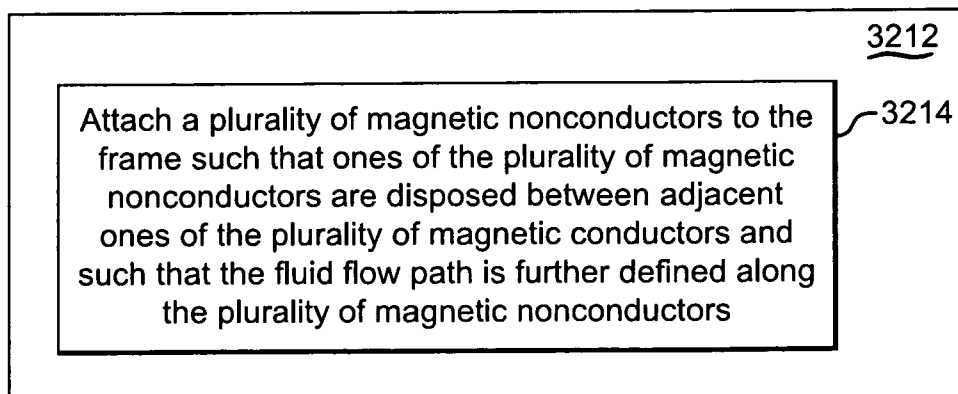 3212
Attach a plurality of magnetic nonconductors to the
frame such that ones of the plurality of magnetic
nonconductors are disposed between adjacent
ones of the plurality of magnetic conductors and
such that the fluid flow path is further defined along
the plurality of magnetic nonconductors
3214